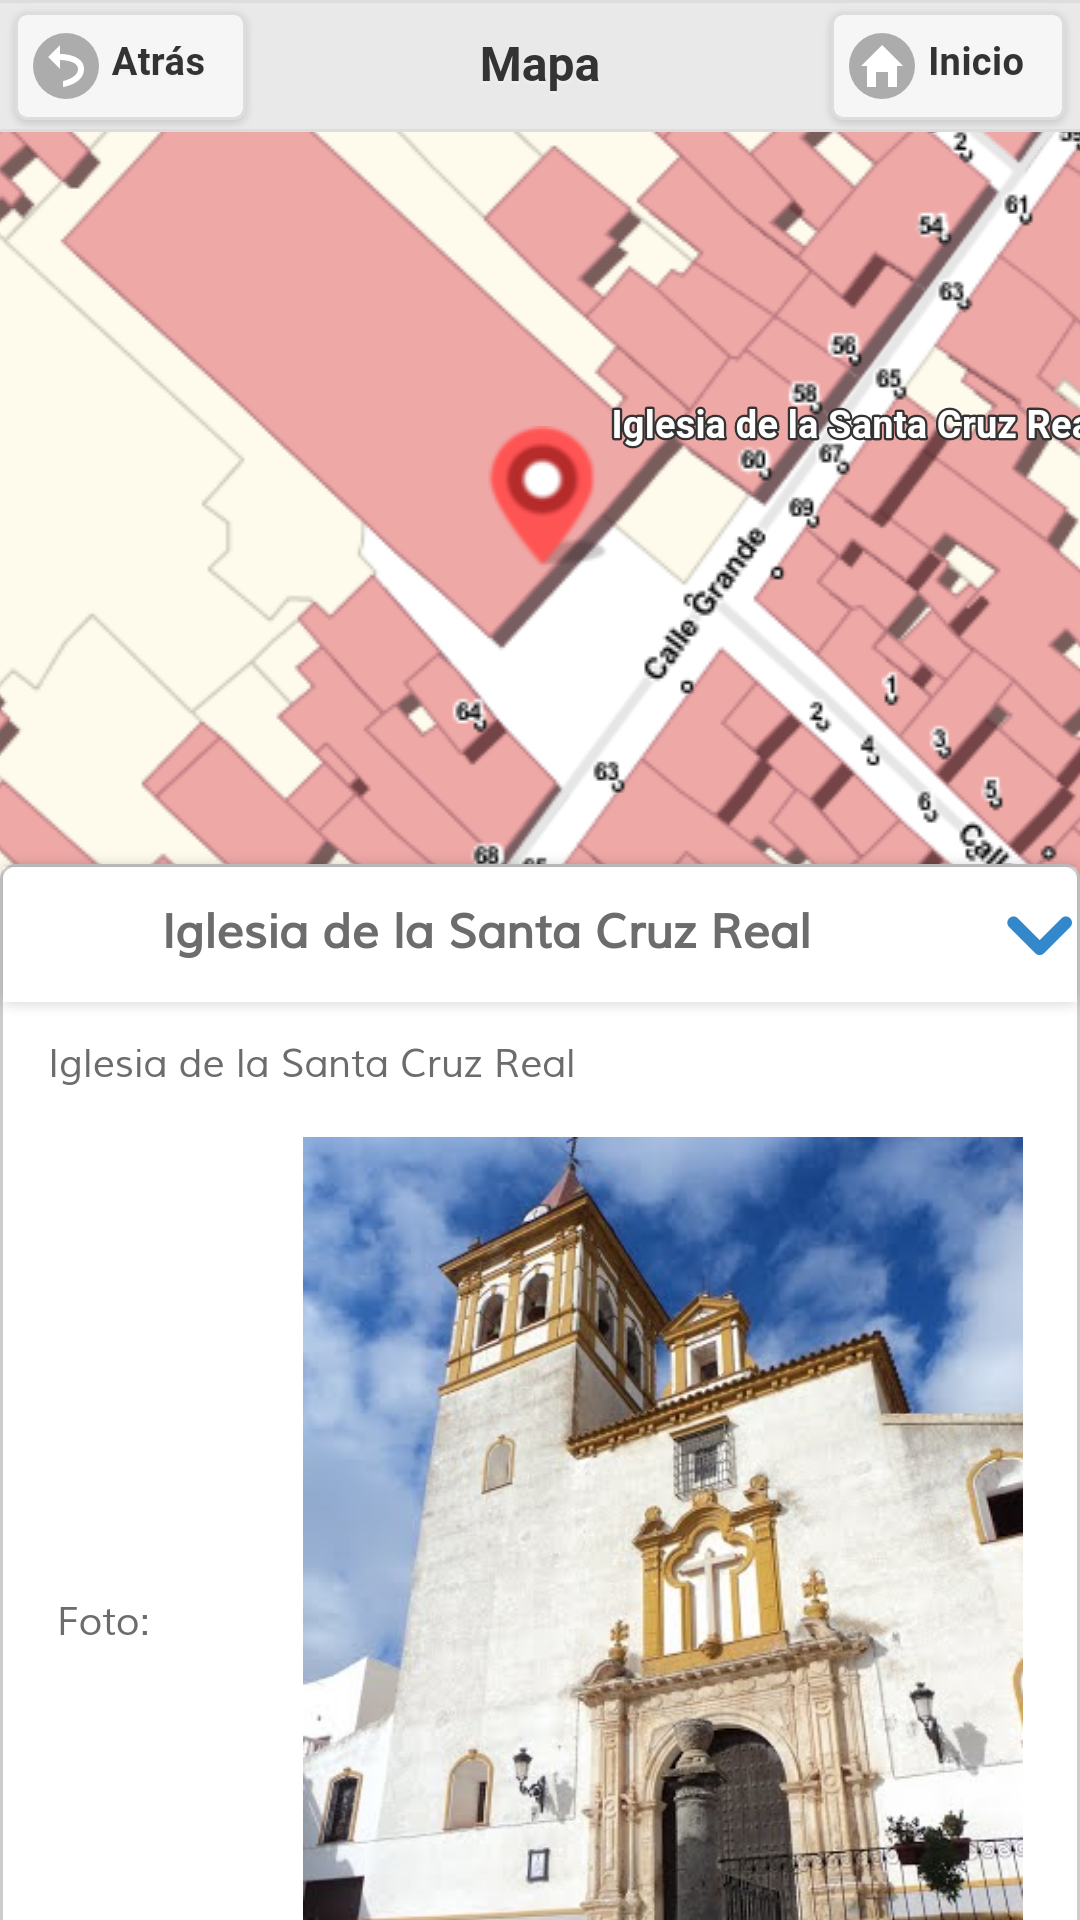 Atrás
Mapa
Inicio
2
61
54
63
56
65
58
Iglesia de la Santa Cruz Rea
60
67
69
Calle Grande
2
1
64
2
4
3
63
5
6
Call
68
Iglesia de la Santa Cruz Real
Iglesia de la Santa Cruz Real
Foto: